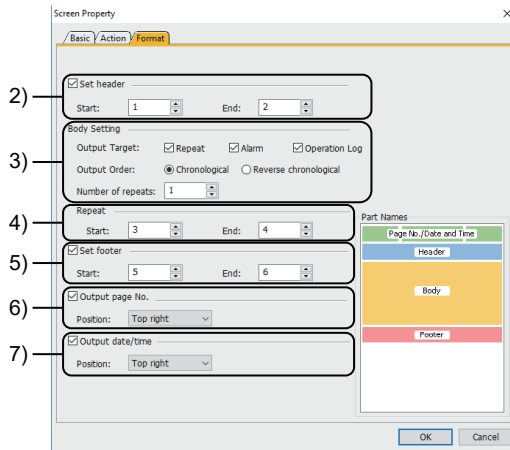 Screen Property
Basic Action Format
2) Set header
Start: 1 End: 2
3) Body Setting
Output Target: Repeat Alarm Operation Log
Output Order: Chronological Reverse chronological
Number of repeats: 1
4) Repeat
Start: 3 End: 4
5) Set footer
Start: 5 End: 6
6) Output page No.
Position: Top right
7) Output date/time
Position: Top right
Part Names
Page No./Date and Time
Header
Body
Footer
OK Cancel